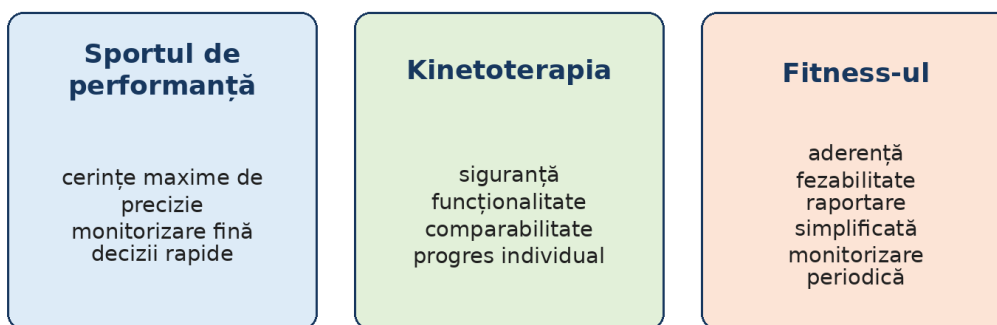 Sportul de
performanță
cerințe maxime de
precizie
monitorizare fină
decizii rapide
Kinetoterapia
siguranță
funcționalitate
comparabilitate
progres individual
Fitness-ul
aderență
fezabilitate
raportare
simplificată
monitorizare
periodică